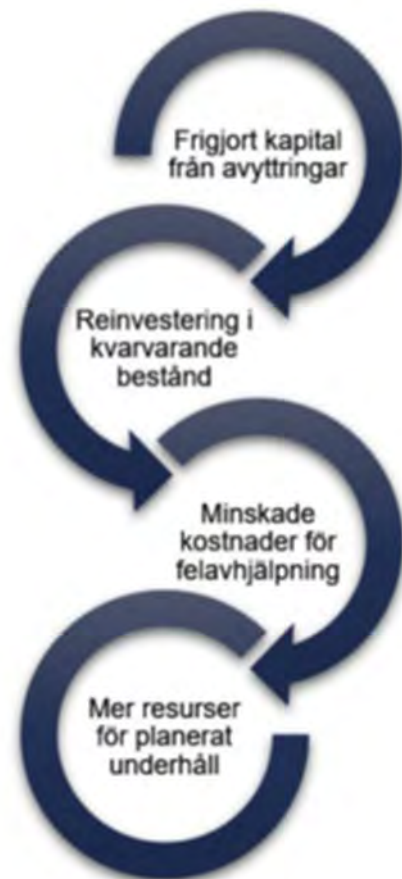 Frigjort kapital
från avyttringar
Reinvestering i
kvarvarande
bestånd
Minskade
kostnader för
felavhjälpning
Mer resurser
för planerat
underhåll